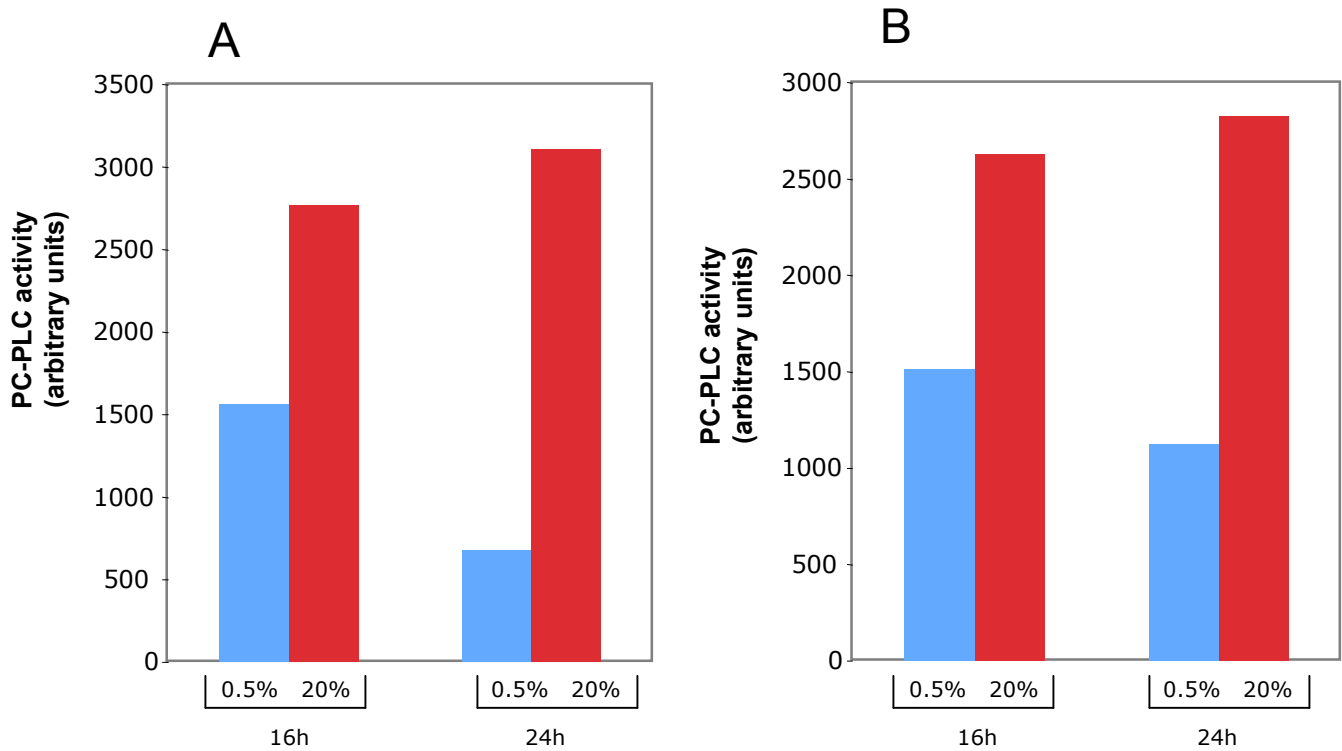 A
PC-PLC activity
(arbitrary units)
3500
3000
2500
2000
1500
1000
500
0
0.5% 20%
16h
0.5% 20%
24h
B
PC-PLC activity
(arbitrary units)
3000
2500
2000
1500
1000
500
0
0.5% 20%
16h
0.5% 20%
24h